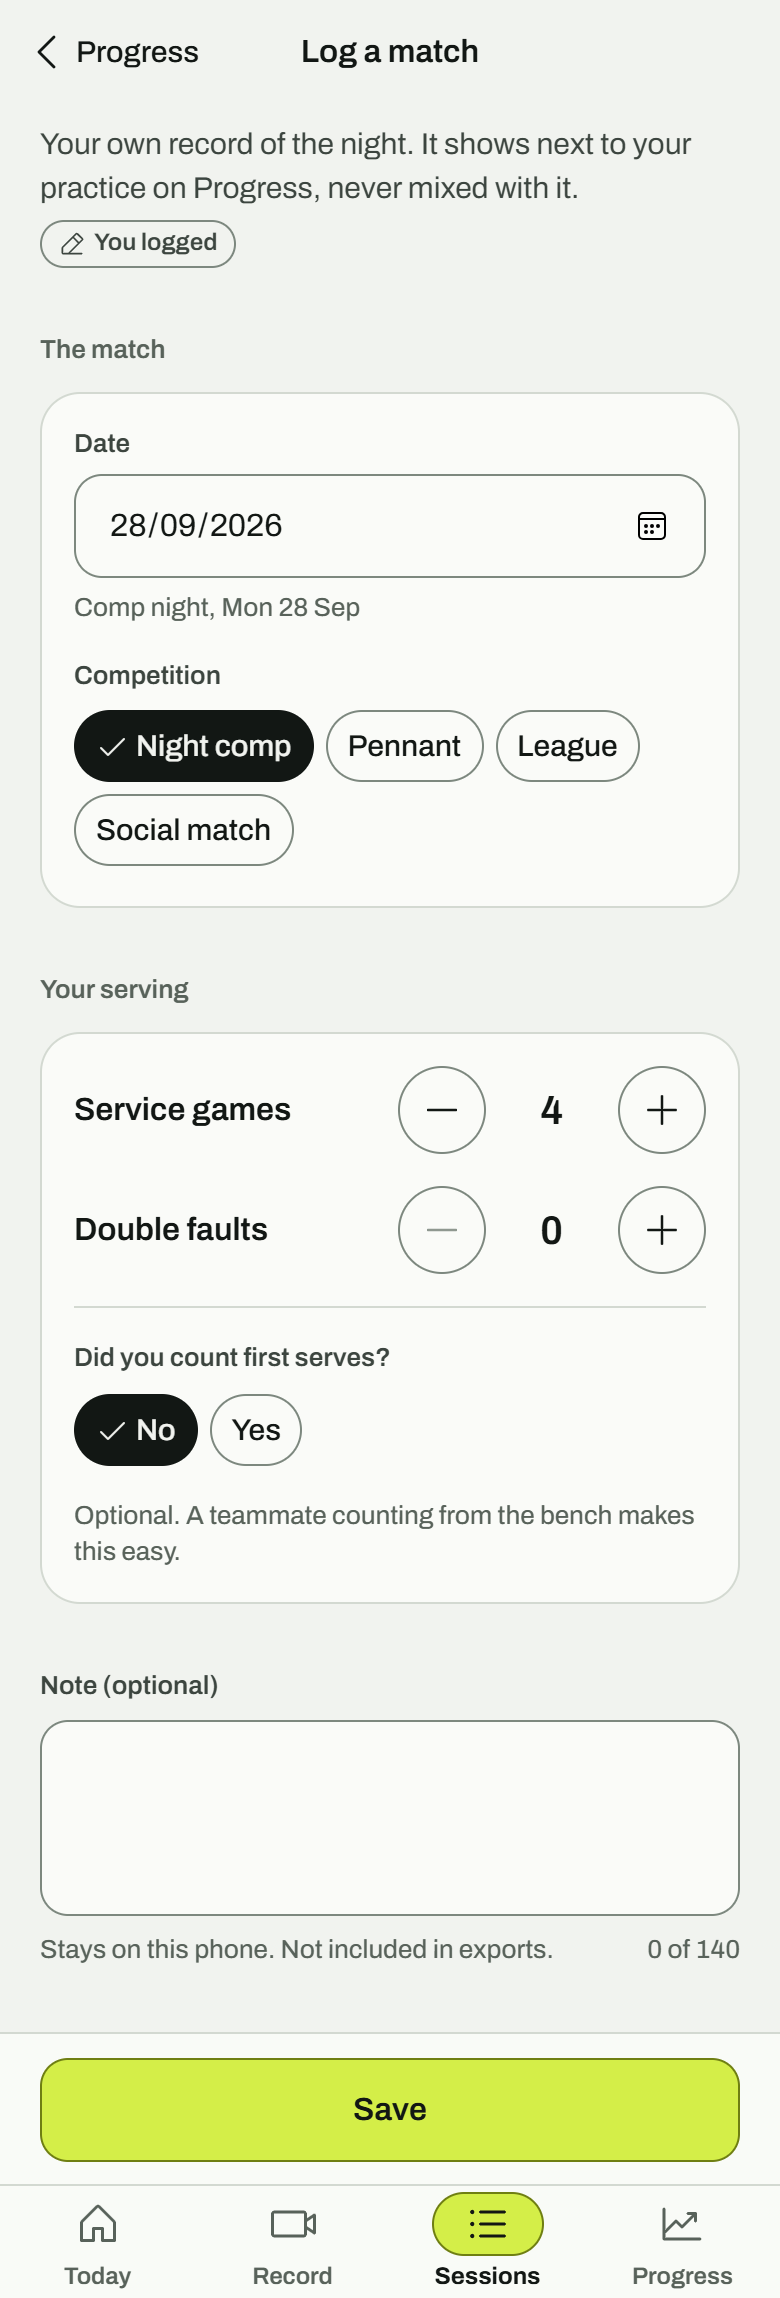 Progress
Log a match
Your own record of the night. It shows next to your
practice on Progress, never mixed with it.
You logged
The match
Date
28/09/2026
Comp night, Mon 28 Sep
Competition
Night comp
Pennant
League
Social match
Your serving
Service games
4
Double faults
0
Did you count first serves?
No
Yes
Optional. A teammate counting from the bench makes
this easy.
Note (optional)
Stays on this phone. Not included in exports.
0 of 140
Save
Today
Record
Sessions
Progress